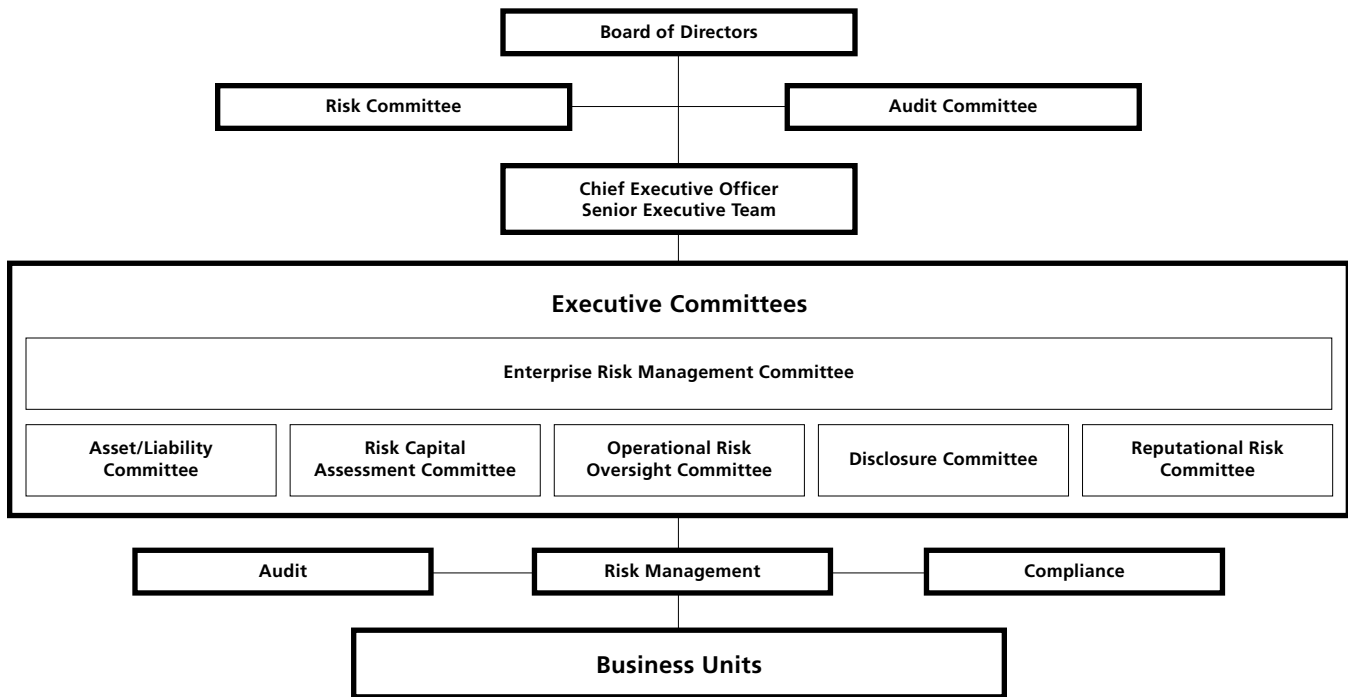 Board of Directors
Risk Committee
Audit Committee
Chief Executive Officer
Senior Executive Team
Executive Committees
Enterprise Risk Management Committee
Asset/Liability
Committee
Risk Capital
Assessment Committee
Operational Risk
Oversight Committee
Disclosure Committee
Reputational Risk
Committee
Audit
Risk Management
Compliance
Business Units